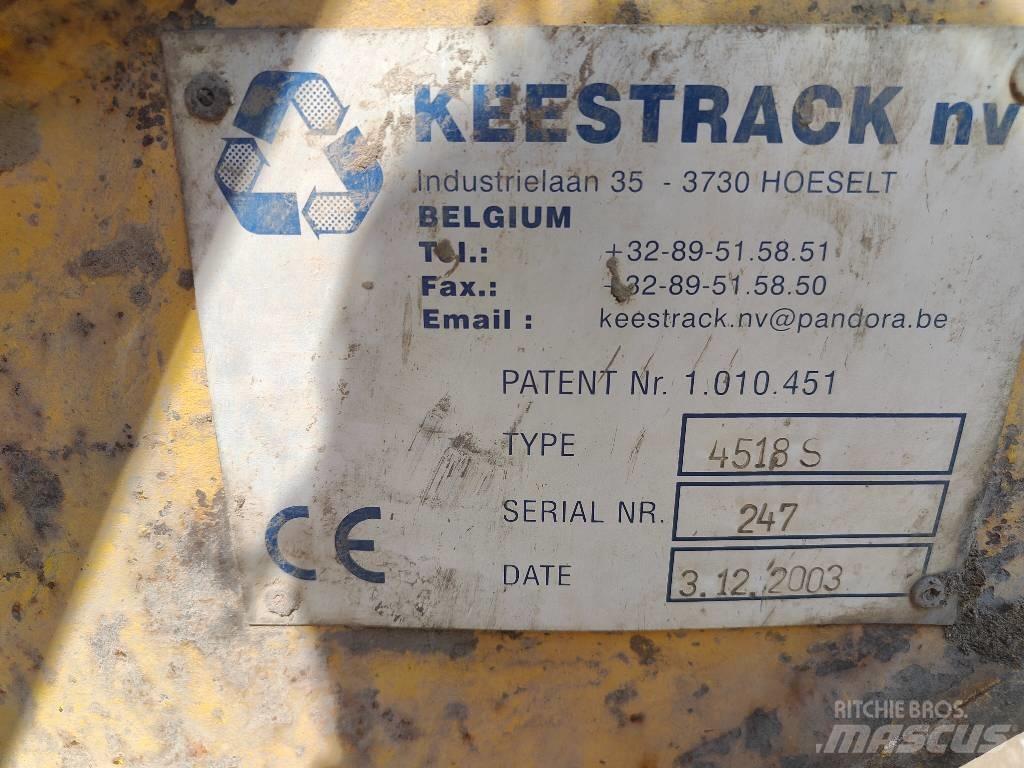 KEESTRACK nv
Industrielaan 35 - 3730 HOESELT
BELGIUM
Tel.: +32-89-51.58.51
Fax.: +32-89-51.58.50
Email : keestrack.nv@pandora.be
PATENT Nr. 1.010.451
TYPE 4518 S
SERIAL NR. 247
DATE 3.12.2003
CE
RITCHIE BROS.
MASCUS